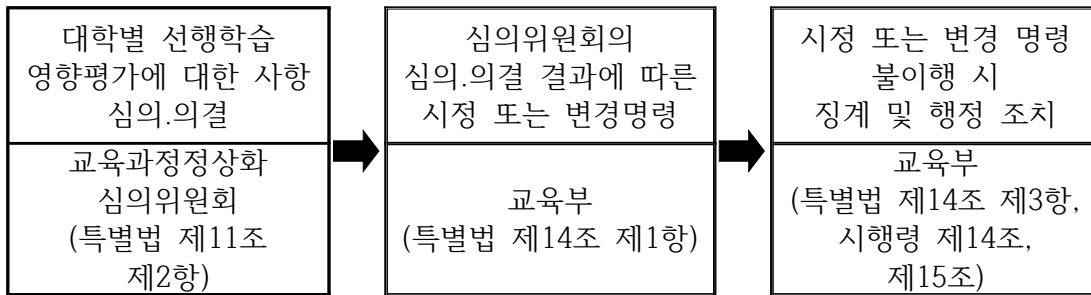 대학별 선행학습
영향평가에 대한 사항
심의.의결
교육과정정상화
심의위원회
(특별법 제11조
제2항)
심의위원회의
심의.의결 결과에 따른
시정 또는 변경명령
교육부
(특별법 제14조 제1항)
시정 또는 변경 명령
불이행 시
징계 및 행정 조치
교육부
(특별법 제14조 제3항,
시행령 제14조,
제15조)